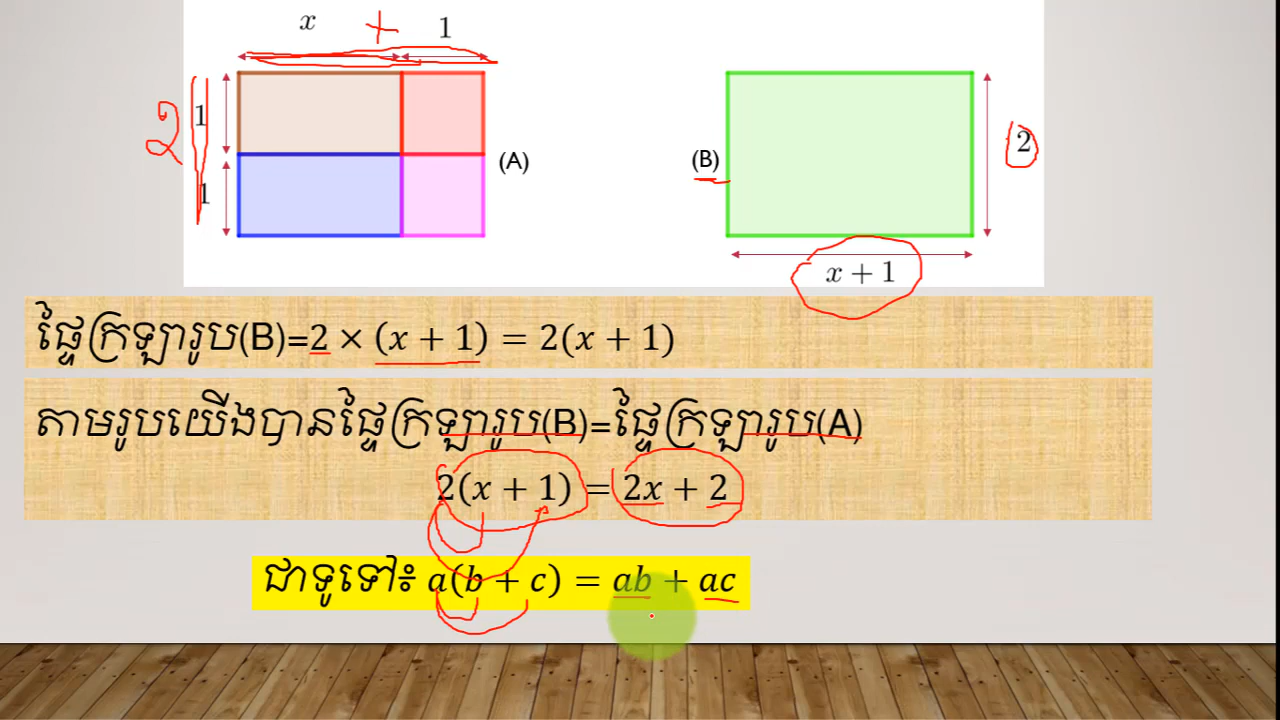 x + 1
2 1
(A)
1
(B)
2
x + 1
ផ្ទៃក្រឡារូប(B)=2 × (x + 1) = 2(x + 1)
តាមរូបយើងបានផ្ទៃក្រឡារូប(B)=ផ្ទៃក្រឡារូប(A)
2(x + 1) = 2x + 2
ជាទូទៅ៖ a(b + c) = ab + ac